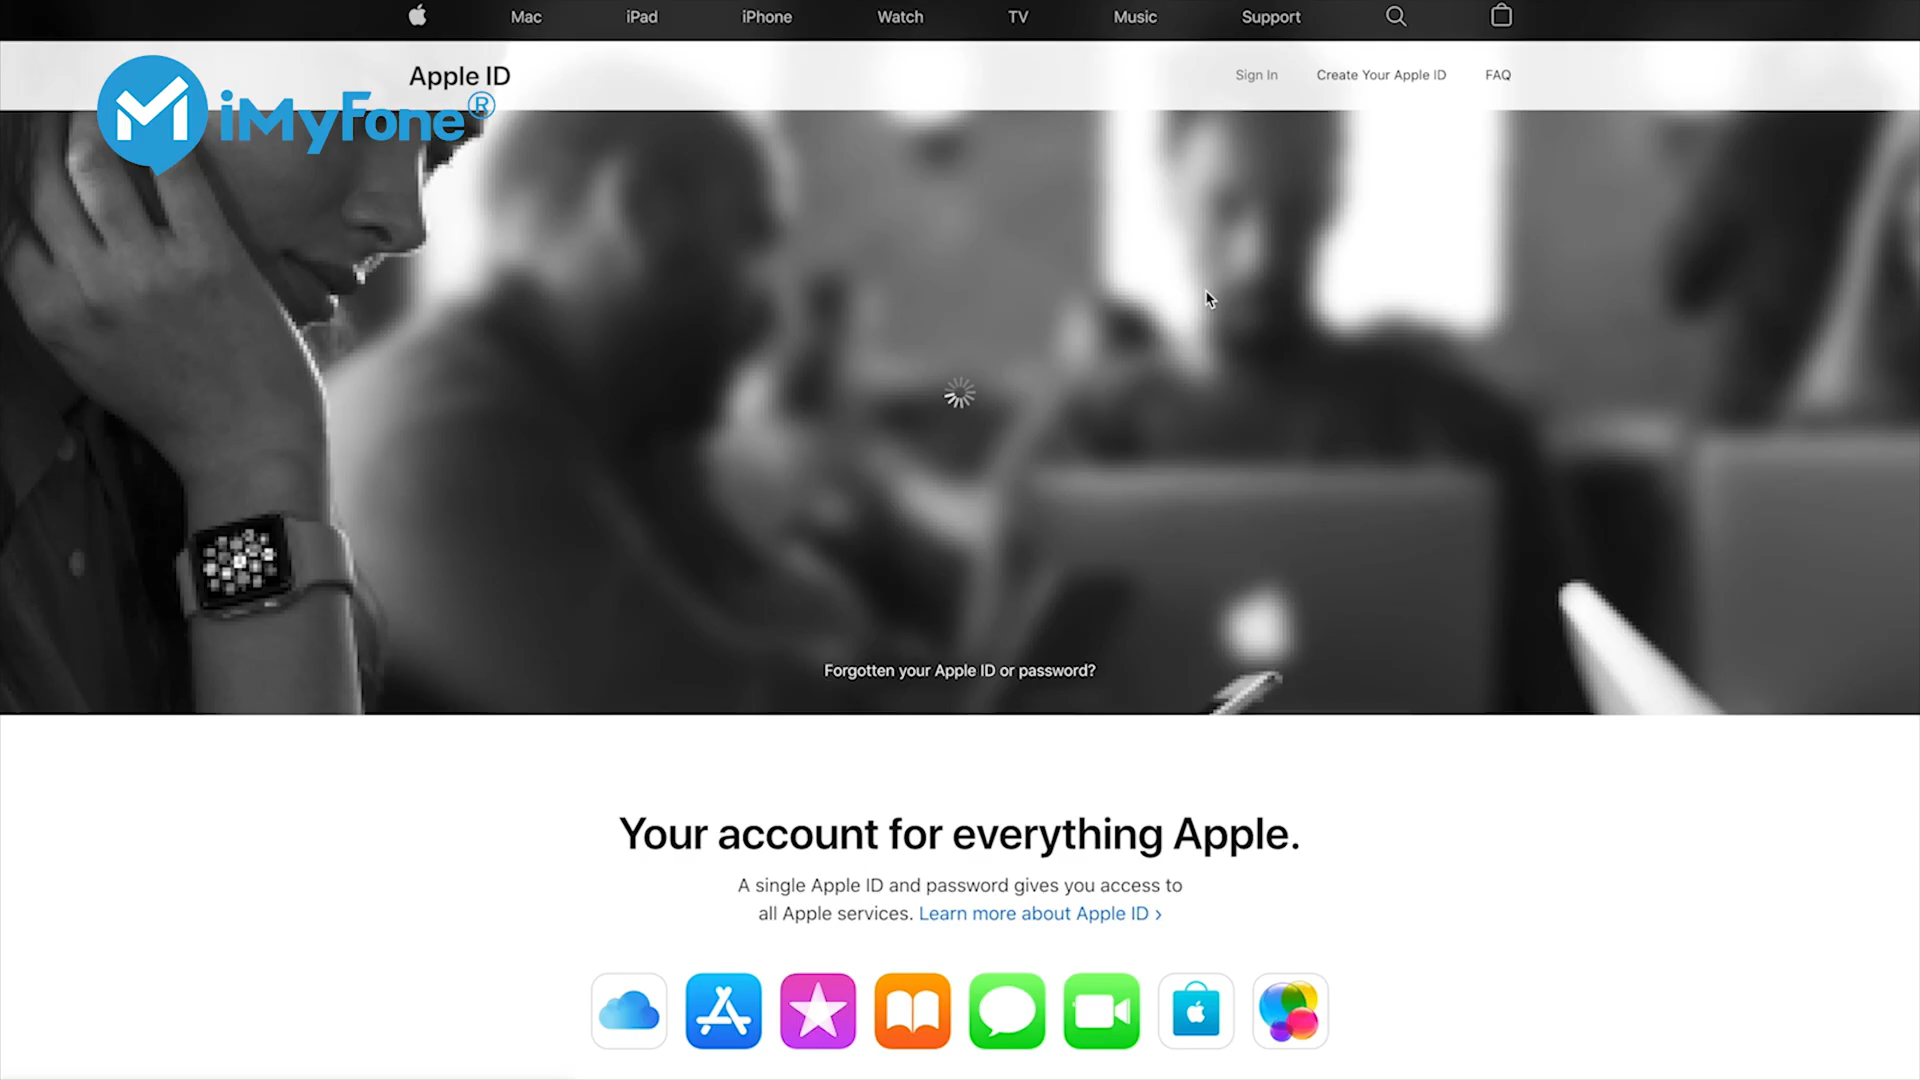 Mac iPad iPhone Watch TV Music Support
Apple ID
Sign In Create Your Apple ID FAQ
iMyFone®
Forgotten your Apple ID or password?
Your account for everything Apple.
A single Apple ID and password gives you access to
all Apple services. Learn more about Apple ID ›